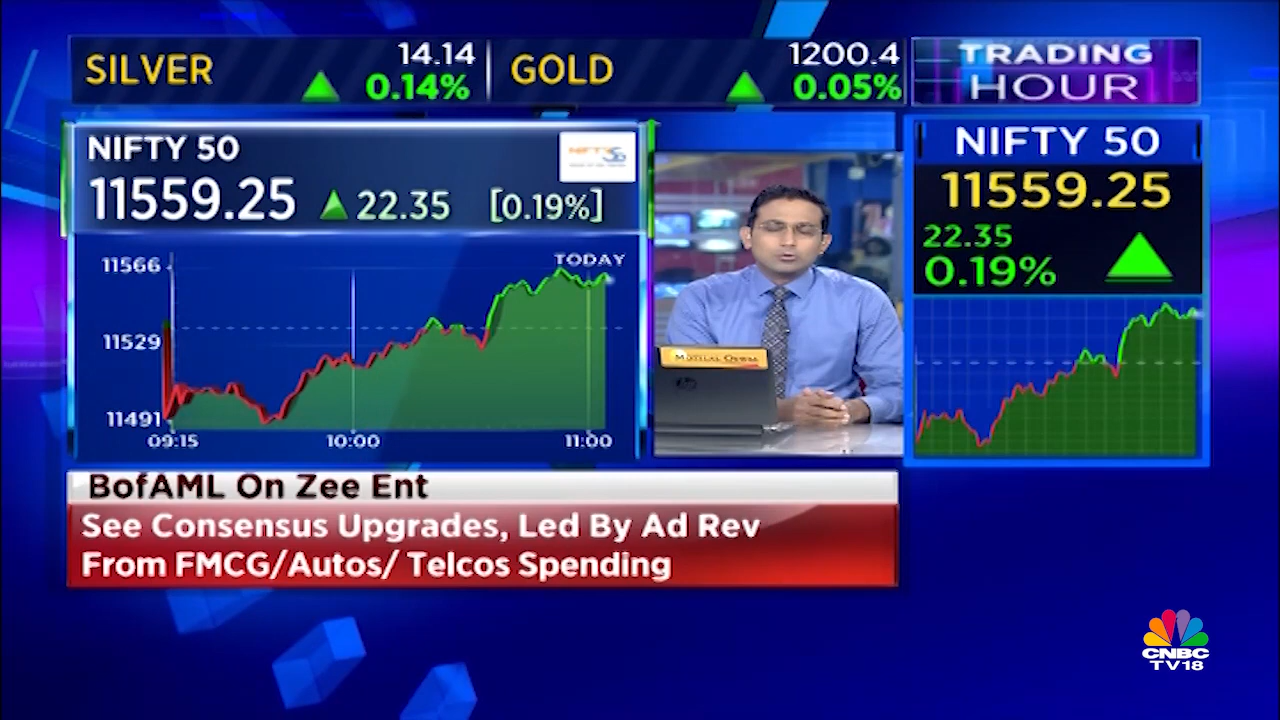 SILVER
14.14
0.14%
GOLD
1200.4
0.05%
TRADING
HOUR
NIFTY 50
11559.25
22.35
[0.19%]
NIFTY 50
11559.25
22.35
0.19%
TODAY
11566
11529
11491
09:15
10:00
11:00
BofAML On Zee Ent
See Consensus Upgrades, Led By Ad Rev
From FMCG/Autos/ Telcos Spending
CNBC
TV18